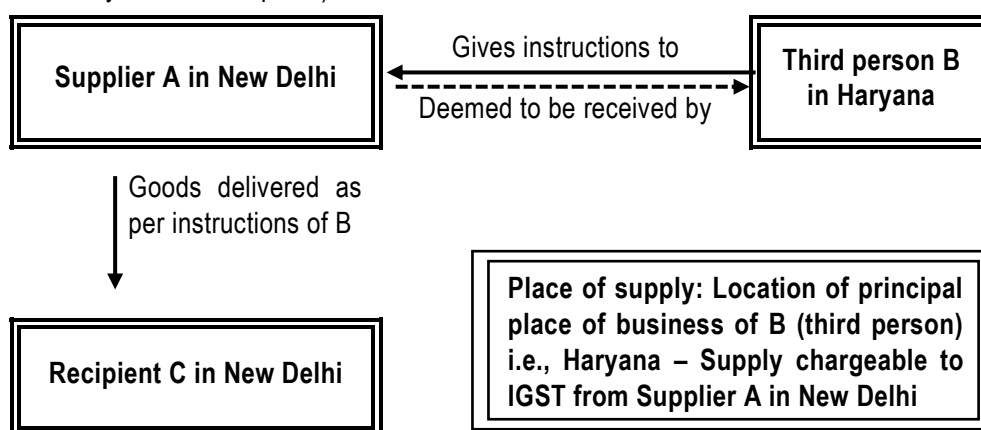 Gives instructions to
Supplier A in New Delhi
Third person B
in Haryana
Deemed to be received by
Goods delivered as
per instructions of B
Place of supply: Location of principal
place of business of B (third person)
i.e., Haryana – Supply chargeable to
IGST from Supplier A in New Delhi
Recipient C in New Delhi